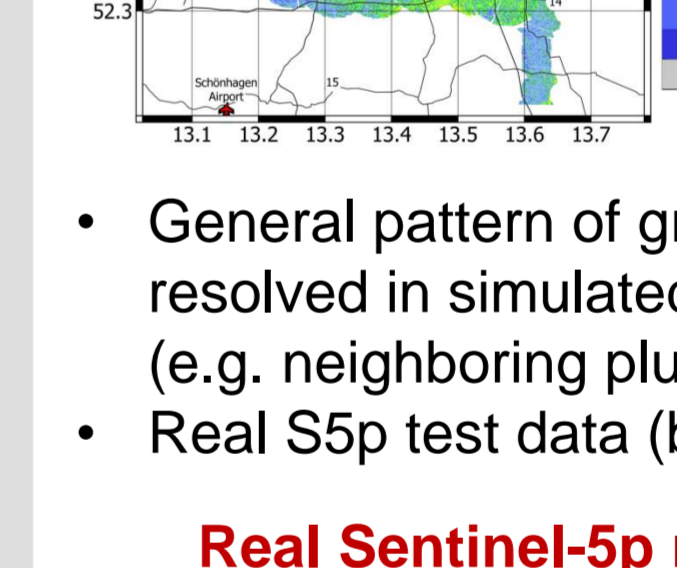 52.3
14
Schönhagen
Airport
15
13.1 13.2 13.3 13.4 13.5 13.6 13.7
• General pattern of
resolved in simulated
(e.g. neighboring
• Real S5p test data
Real Sentinel-5p